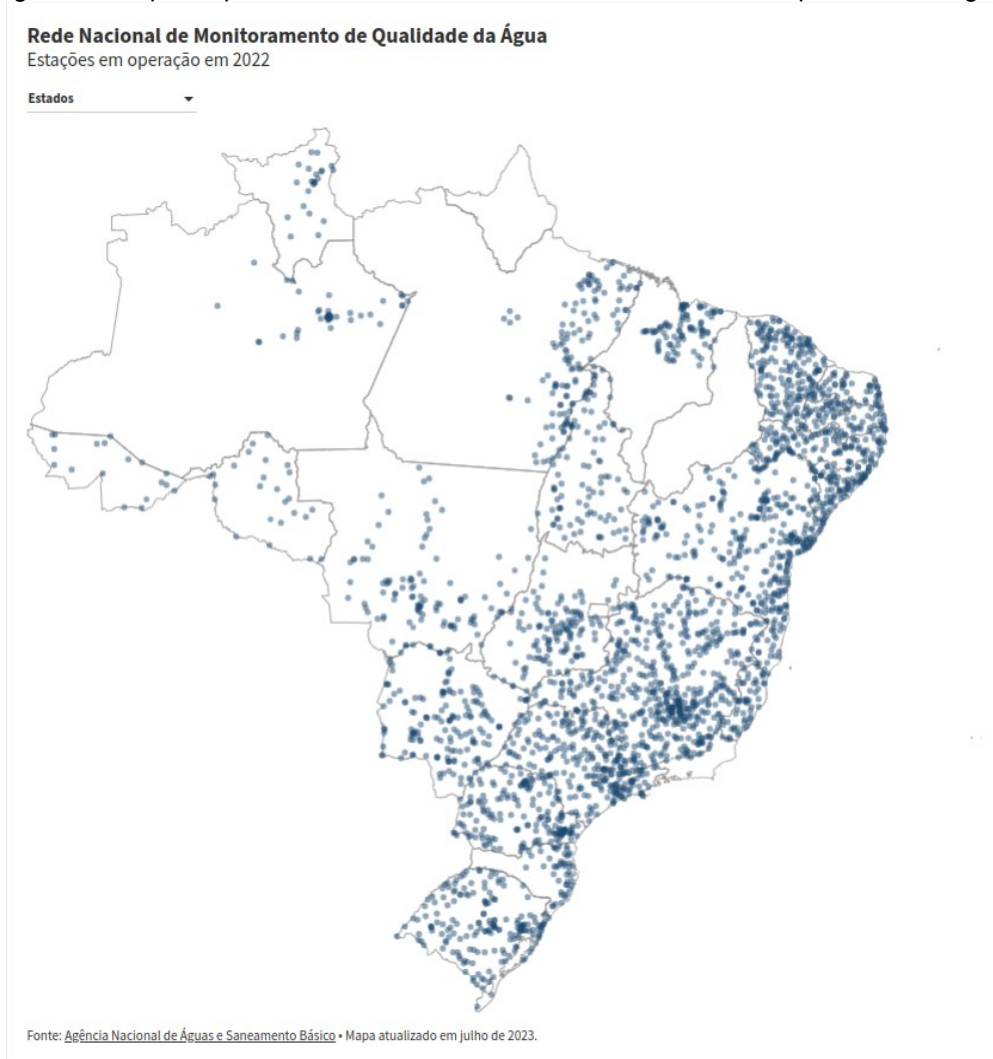 Rede Nacional de Monitoramento de Qualidade da Água
Estações em operação em 2022
Estados
Fonte: Agência Nacional de Águas e Saneamento Básico • Mapa atualizado em julho de 2023.